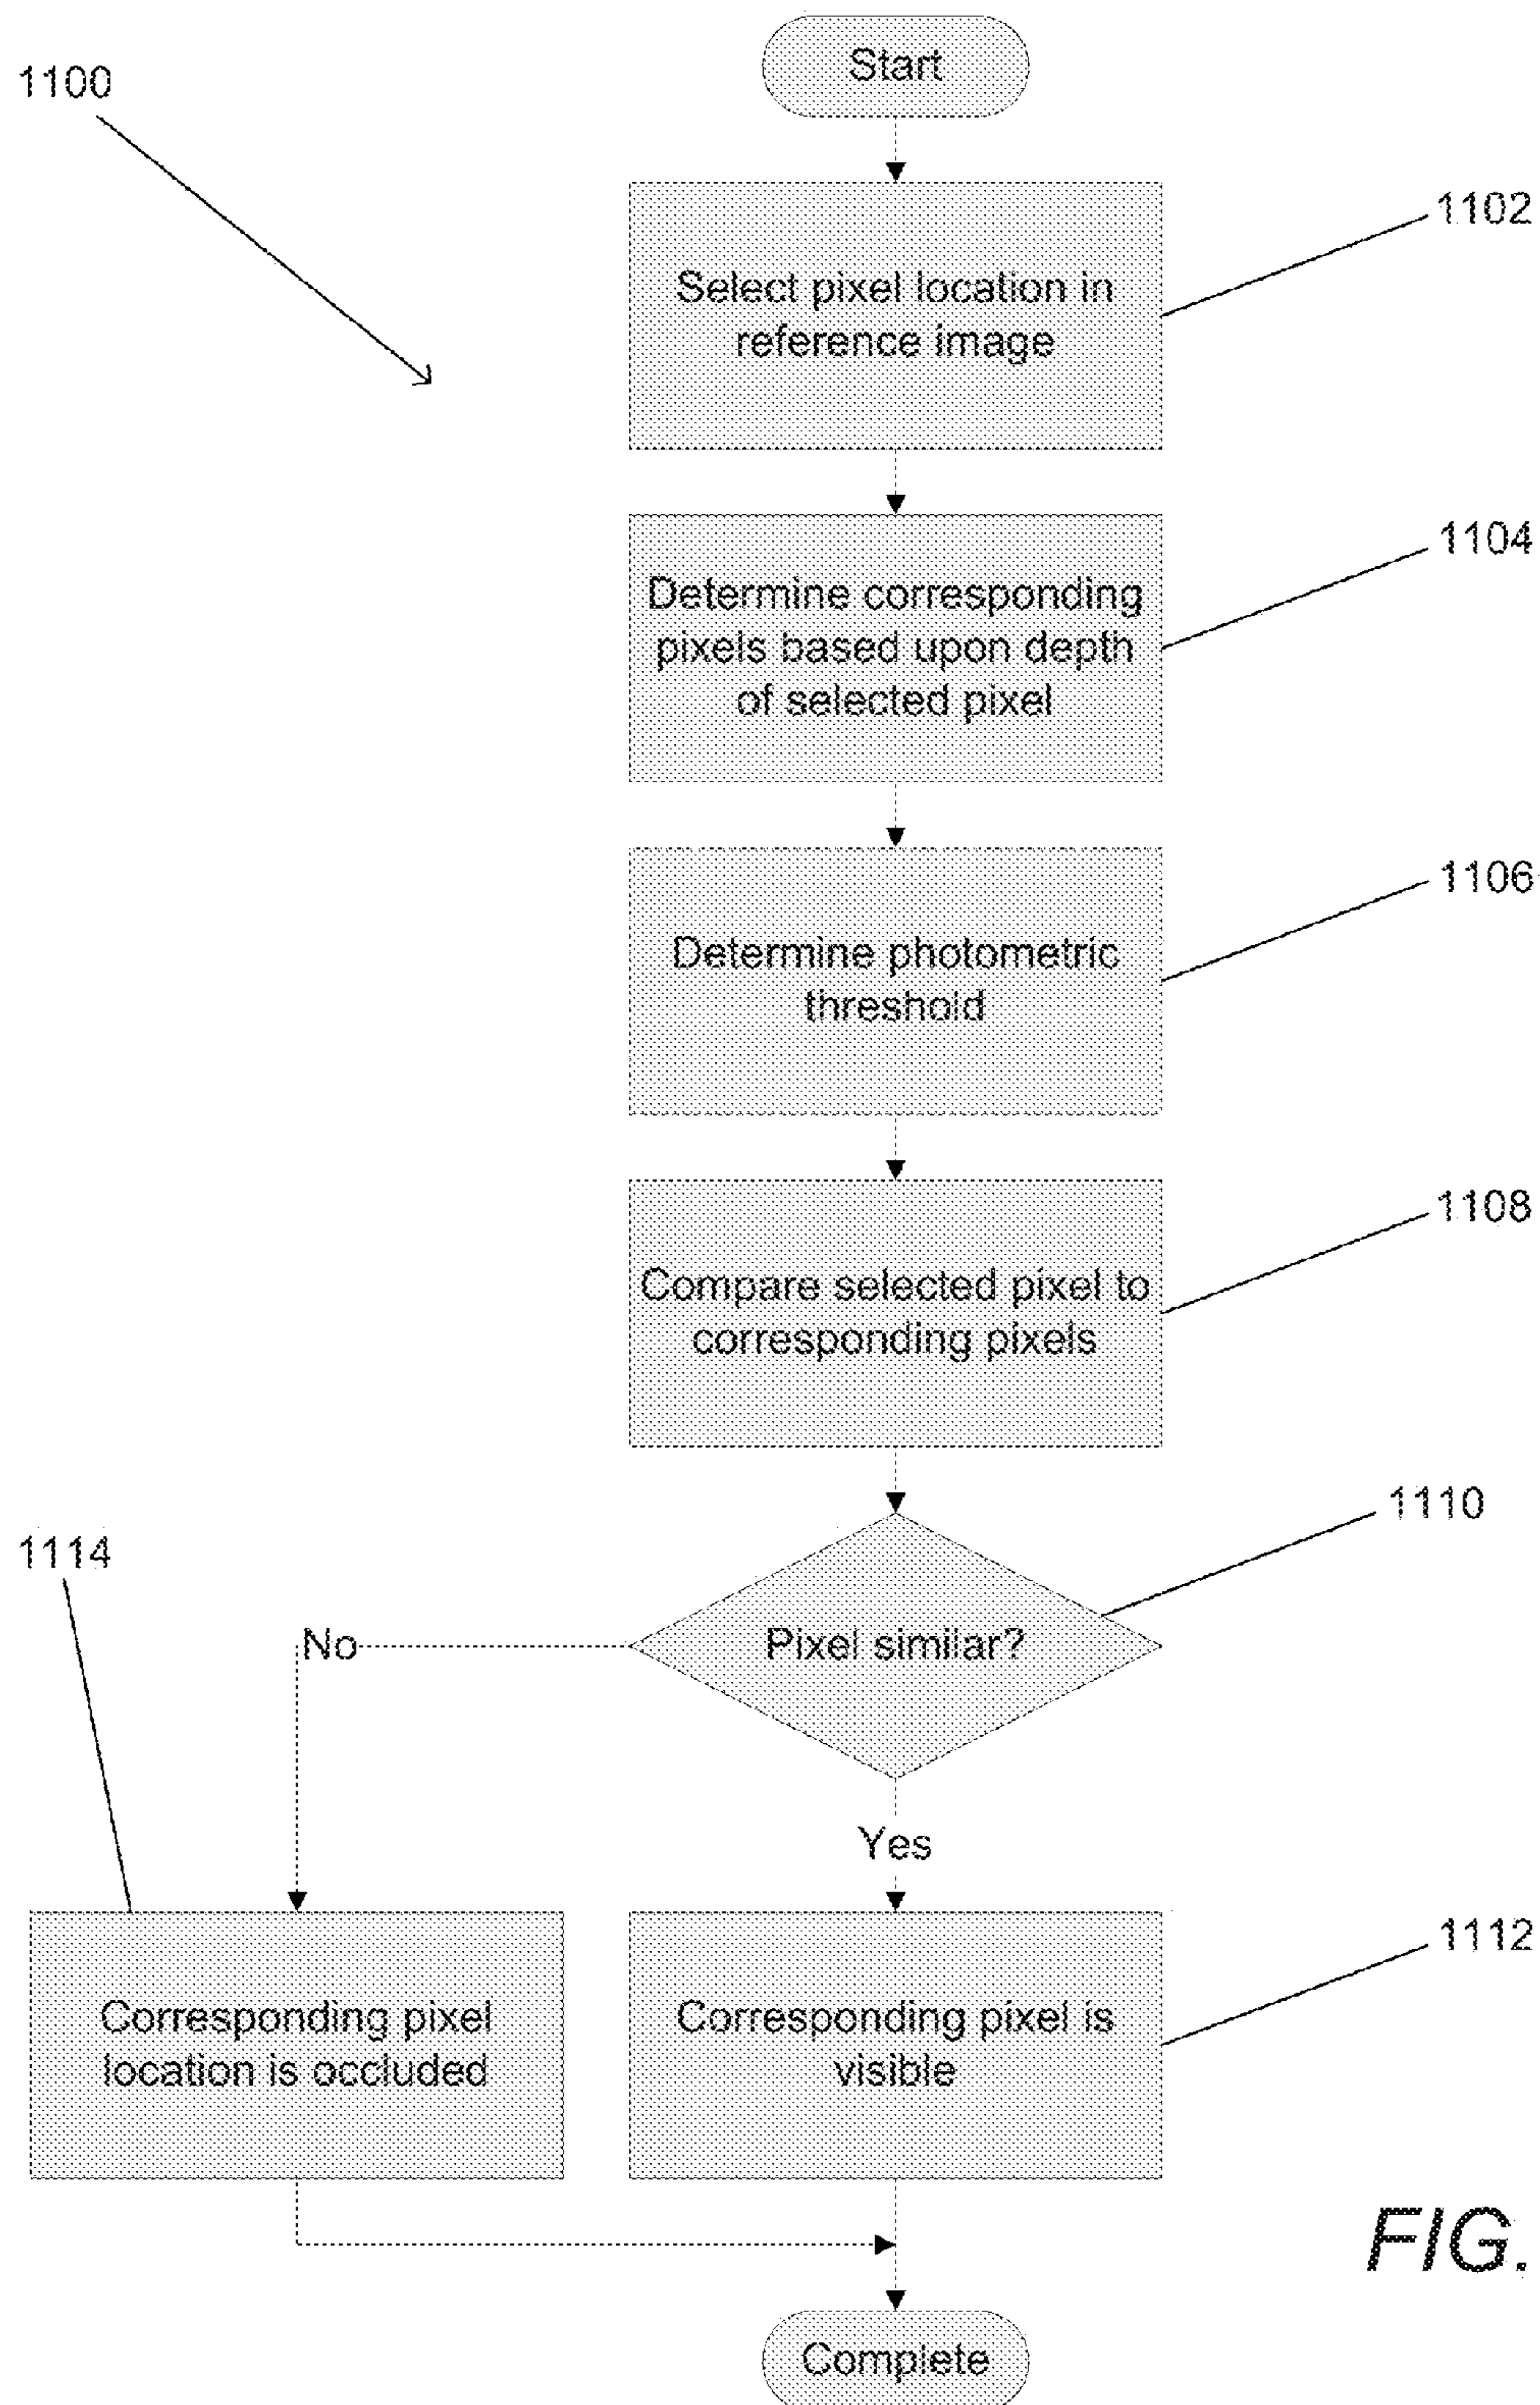 Start
1100
1102
Select pixel location in
reference image
1104
Determine corresponding
pixels based upon depth
of selected pixel
1106
Determine photometric
threshold
1108
Compare selected pixel to
corresponding pixels
1110
1114
No
Pixel similar?
Yes
1112
Corresponding pixel
location is occluded
Corresponding pixel is
visible
FIG.
Complete